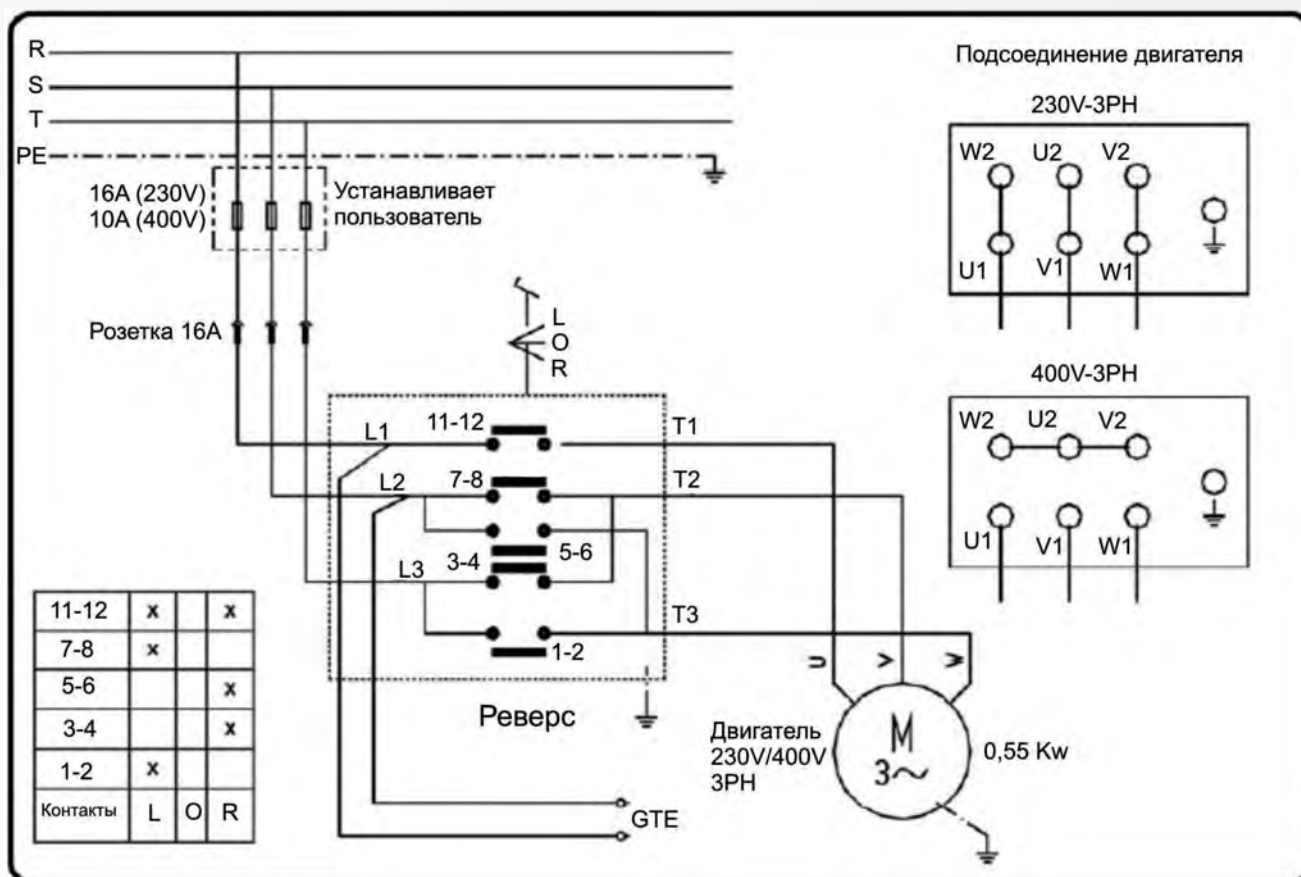 R
S
T
PE
16A (230V)
10A (400V)
Устанавливает
пользователь
Розетка 16A
L
O
R
L1
11-12
T1
L2
7-8
T2
3-4
5-6
L3
T3
1-2
Реверс
U
V
W
M
3~
Двигатель
230V/400V
3PH
0,55 Kw
GTE
11-12 x x
7-8 x
5-6 x
3-4 x
1-2 x
Контакты L O R
Подсоединение двигателя
230V-3PH
W2 U2 V2
U1 V1 W1
400V-3PH
W2 U2 V2
U1 V1 W1